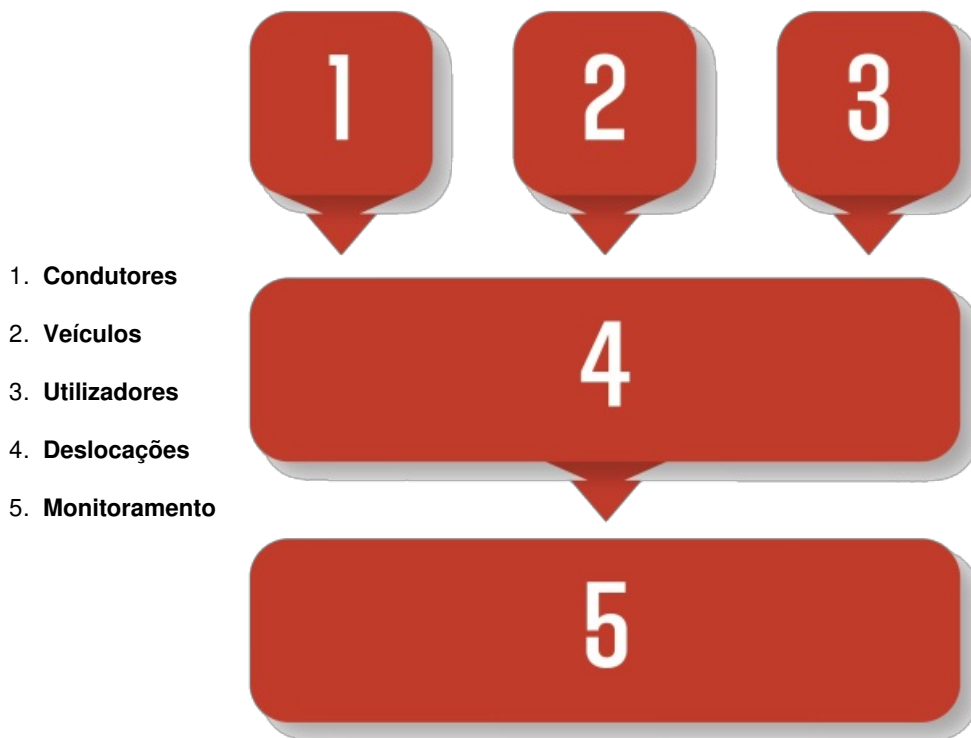 1
2
3
1. Condutores
2. Veículos
3. Utilizadores
4. Deslocações
5. Monitoramento
4
5